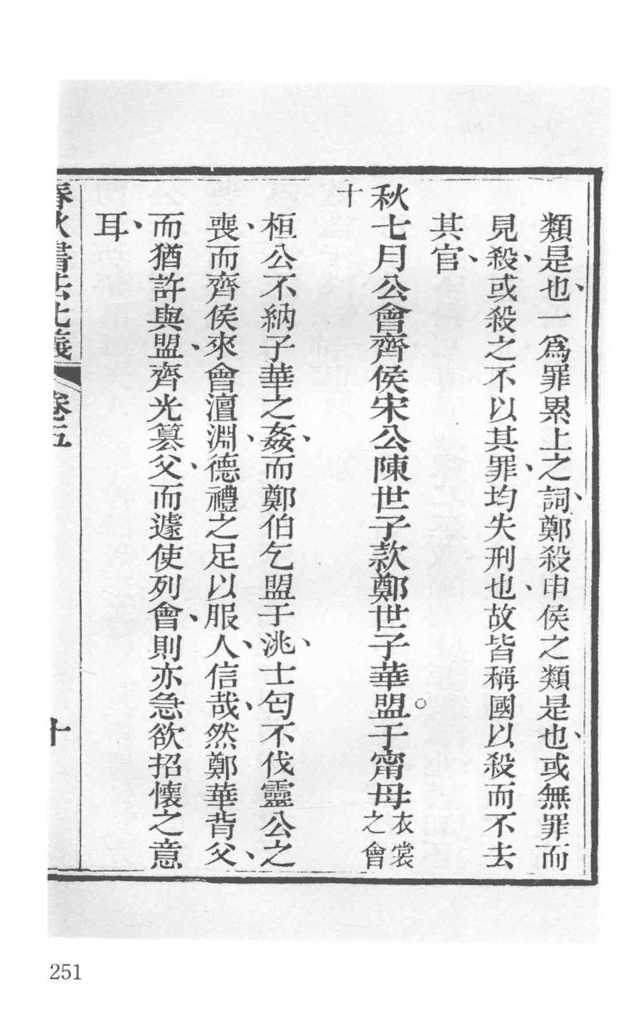 類是也一爲罪累上之詞鄭殺申侯之類是也或無罪而
見殺或殺之不以其罪均失刑也故皆稱國以殺而不去
其官
秋七月公會齊侯宋公陳世子款鄭世子華盟于甯母衣裳之會
十
桓公不納子華之姦而鄭伯乞盟于洮士匄不伐靈公之
喪而齊侯來會澶淵德禮之足以服人信哉然鄭華背父
而猶許與盟齊光篡父而遽使列會則亦急欲招懷之意
耳
卷五
十
251